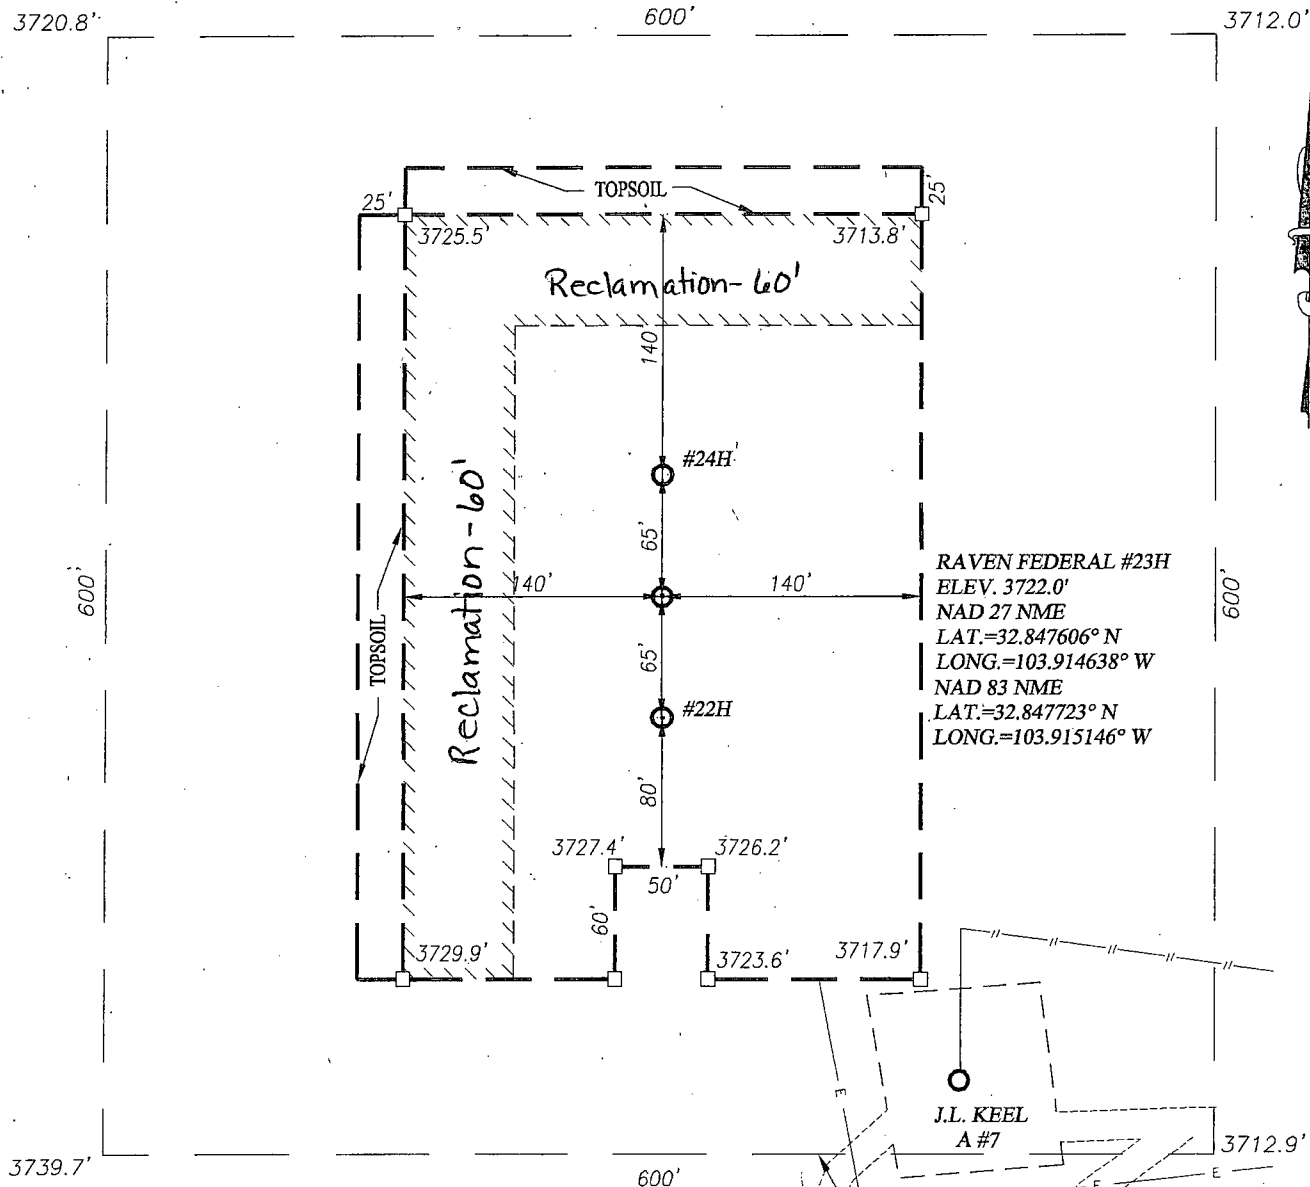 3720.8'
600'
3712.0'
TOPSOIL
25'
25'
3725.5'
3713.8'
Reclamation-60'
140'
#24H
65'
140'
140'
600'
600'
TOPSOIL
Reclamation-60'
RAVEN FEDERAL #23H
ELEV. 3722.0'
NAD 27 NME
LAT.=32.847606° N
LONG.=103.914638° W
NAD 83 NME
LAT.=32.847723° N
LONG.=103.915146° W
65'
#22H
80'
3727.4'
3726.2'
50'
60'
3729.9'
3723.6'
3717.9'
E
J.L. KEEL
A #7
3739.7'
600'
3712.9'
E
E